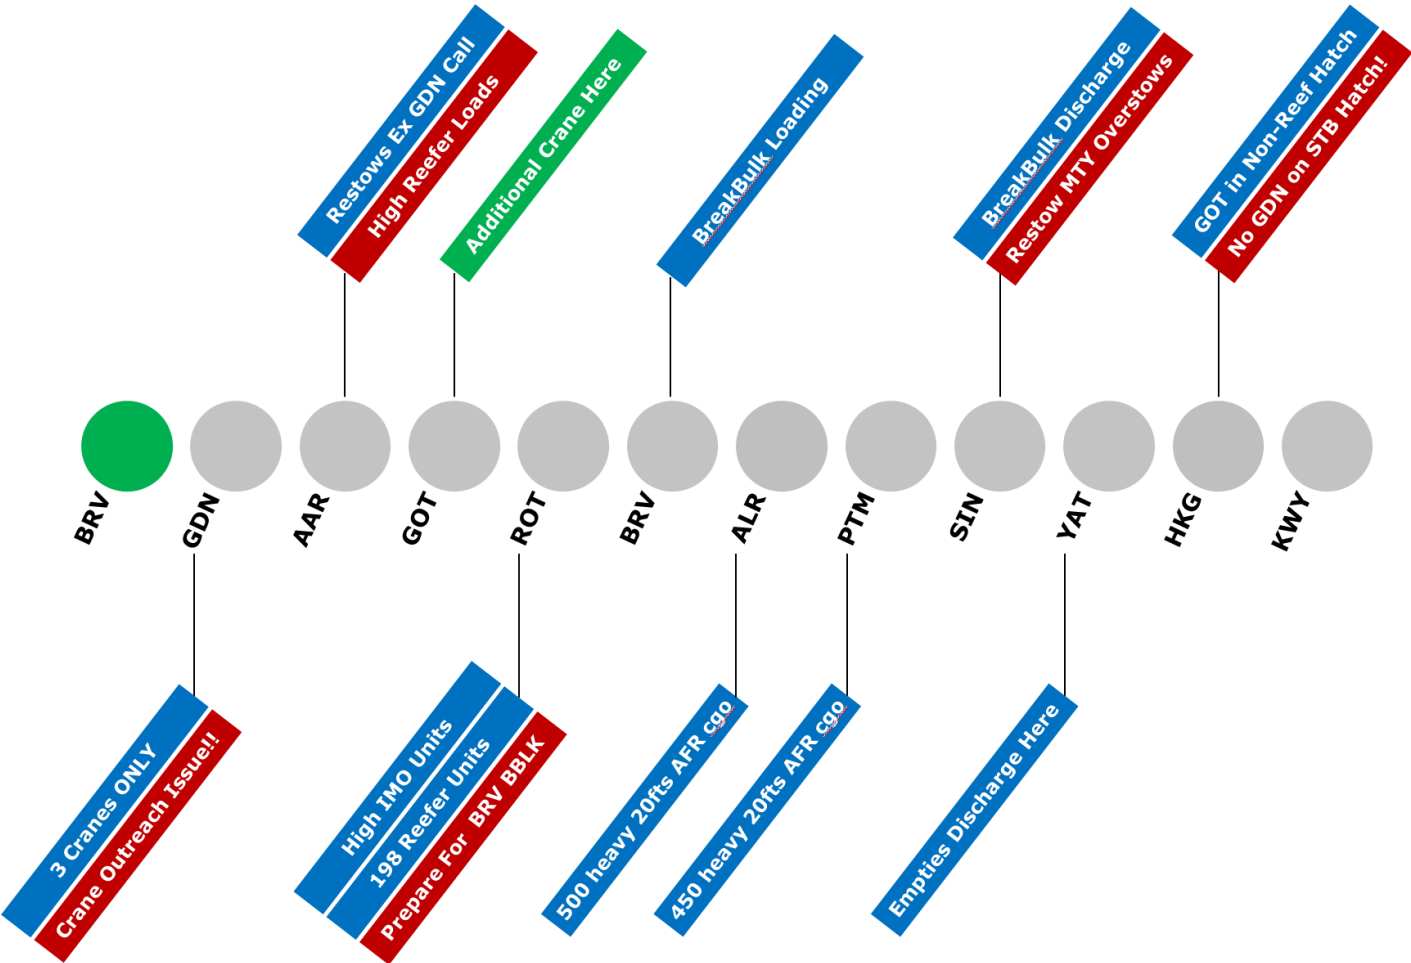 Restows Ex GDN Call
High Reefer Loads
Additional Crane Here
BreakBulk Loading
BreakBulk Discharge
Restow MTY Overstows
GOT in Non-Reef Hatch
No GDN on STB Hatch!
BRV
GDN
AAR
GOT
ROT
BRV
ALR
PTM
SIN
YAT
HKG
KWY
3 Cranes ONLY
Crane Outreach Issue!!
High IMO Units
198 Reefer Units
Prepare For  BRV BBLK
500 heavy 20fts AFR cgo
450 heavy 20fts AFR cgo
Empties Discharge Here